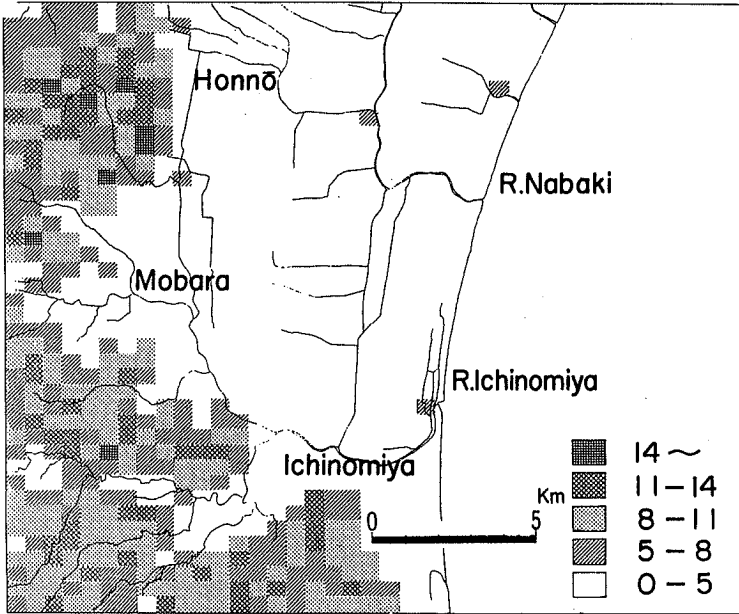 Honnō
R.Nabaki
Mobara
R.Ichinomiya
Ichinomiya
Km
0 5
14 ~
11-14
8-11
5-8
0-5